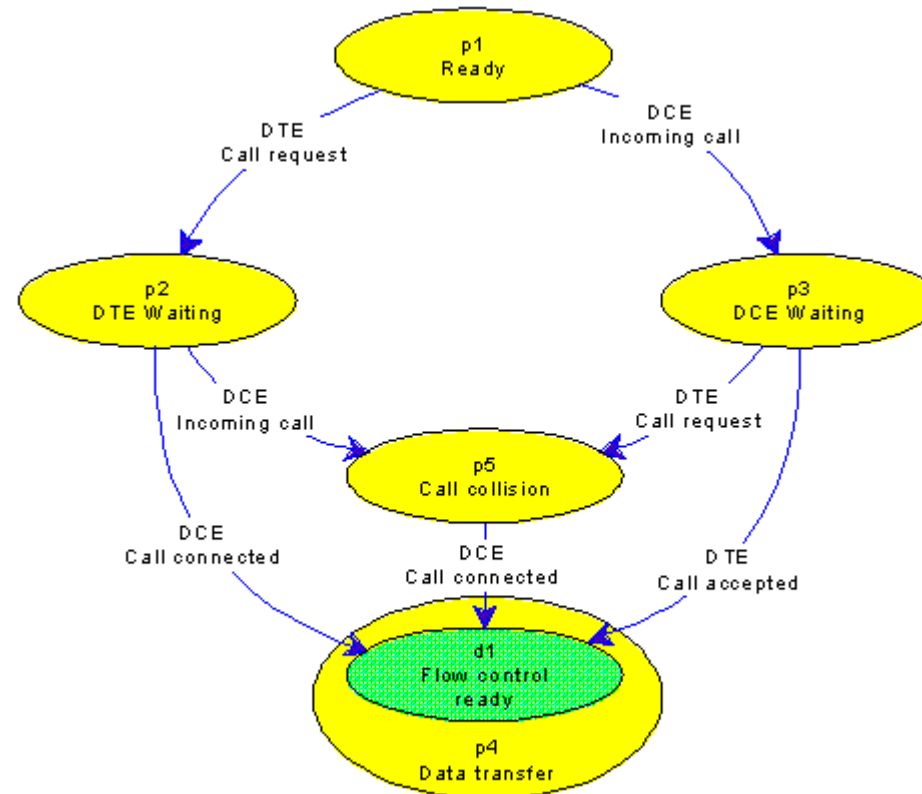 p1
Ready
DTE
Call request
DCE
Incoming call
p2
DTE Waiting
p3
DCE Waiting
DCE
Incoming call
DTE
Call request
p5
Call collision
DCE
Call connected
DCE
Call connected
DTE
Call accepted
d1
Flow control
ready
p4
Data transfer